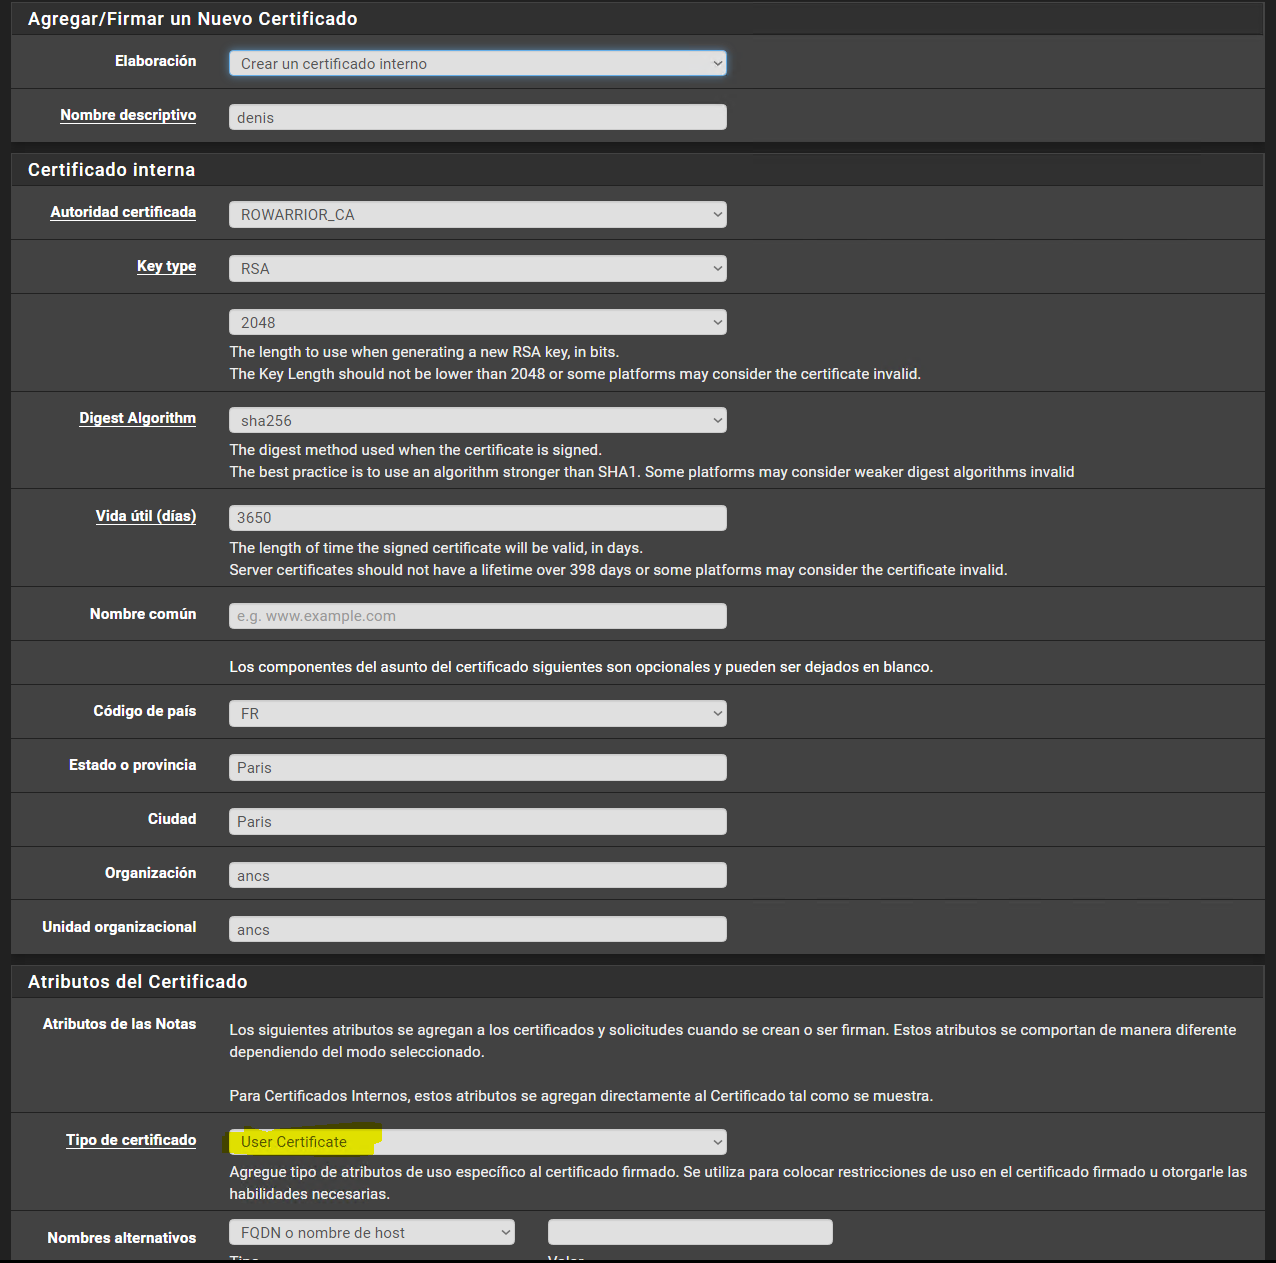 Agregar/Firmar un Nuevo Certificado
Elaboración
Crear un certificado interno
Nombre descriptivo
denis
Certificado interna
Autoridad certificada
ROWARRIOR_CA
Key type
RSA
2048
The length to use when generating a new RSA key, in bits.
The Key Length should not be lower than 2048 or some platforms may consider the certificate invalid.
Digest Algorithm
sha256
The digest method used when the certificate is signed.
The best practice is to use an algorithm stronger than SHA1. Some platforms may consider weaker digest algorithms invalid
Vida útil (días)
3650
The length of time the signed certificate will be valid, in days.
Server certificates should not have a lifetime over 398 days or some platforms may consider the certificate invalid.
Nombre común
e.g. www.example.com
Los componentes del asunto del certificado siguientes son opcionales y pueden ser dejados en blanco.
Código de país
FR
Estado o provincia
Paris
Ciudad
Paris
Organización
ancs
Unidad organizacional
ancs
Atributos del Certificado
Atributos de las Notas
Los siguientes atributos se agregan a los certificados y solicitudes cuando se crean o ser firman. Estos atributos se comportan de manera diferente
dependiendo del modo seleccionado.
Para Certificados Internos, estos atributos se agregan directamente al Certificado tal como se muestra.
Tipo de certificado
User Certificate
Agregue tipo de atributos de uso específico al certificado firmado. Se utiliza para colocar restricciones de uso en el certificado firmado u otorgarle las
habilidades necesarias.
Nombres alternativos
FQDN o nombre de host